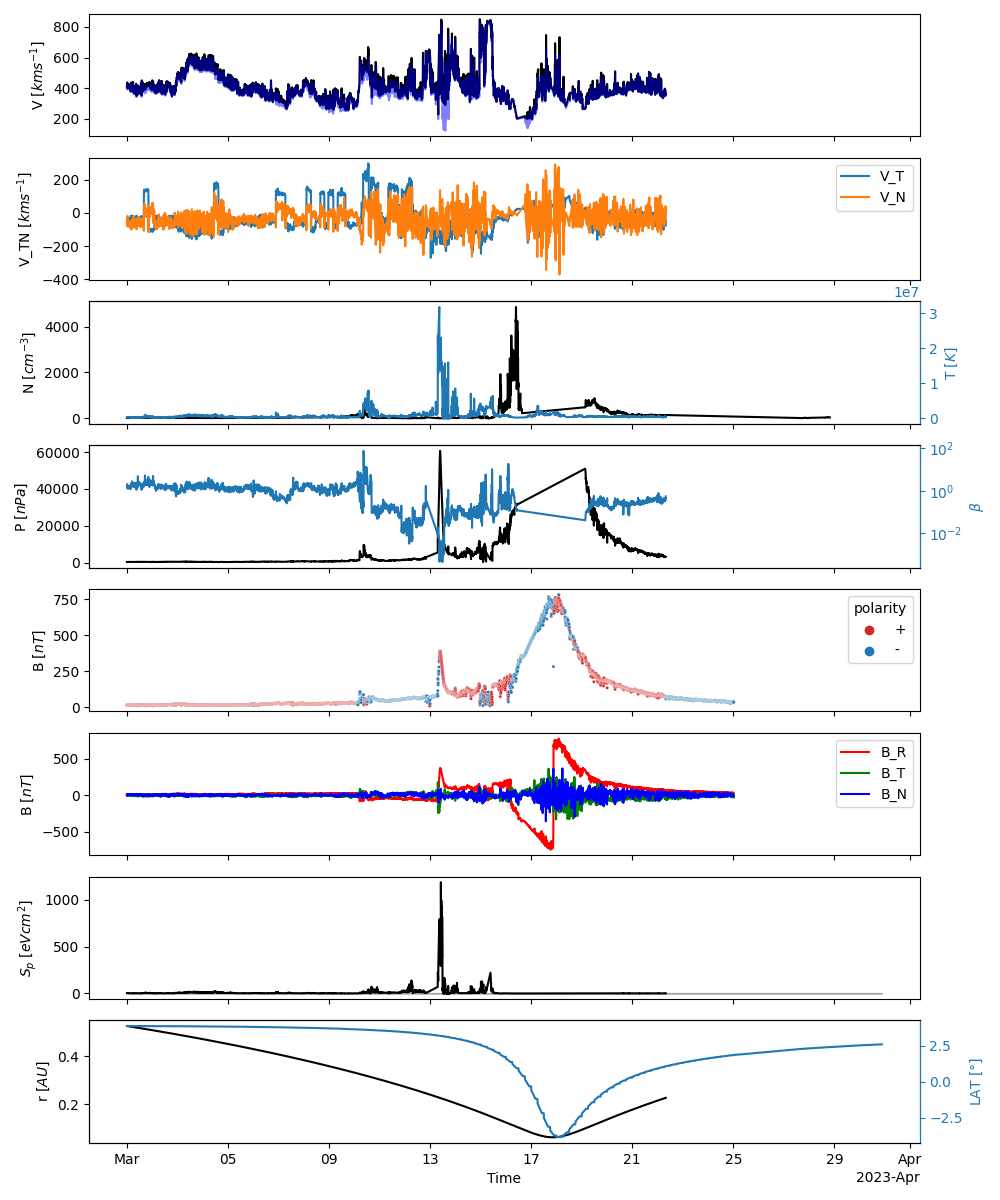 V [kms⁻¹]
800
600
400
200
V_TN [kms⁻¹]
200
0
−200
−400
V_T
V_N
N [cm⁻³]
4000
2000
0
1e7
3
2
1
0
T [K]
P [nPa]
60000
40000
20000
0
10²
10⁰
10⁻²
β
B [nT]
750
500
250
0
polarity
+
-
B [nT]
500
0
−500
B_R
B_T
B_N
Sₚ [eVcm²]
1000
500
0
r [AU]
0.4
0.2
2.5
0.0
−2.5
LAT [°]
Mar 05 09 13 17 21 25 29 Apr
Time
2023-Apr